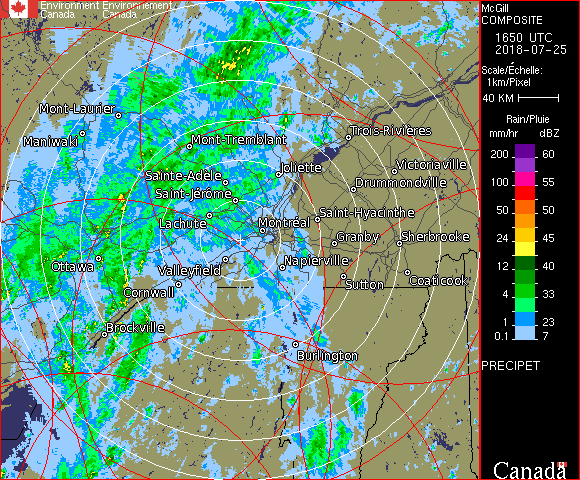 Environment Environnement
Canada Canada
McGill
COMPOSITE
1650 UTC
2018-07-25
Scale/Échelle:
1km/Pixel
40 KM
Rain/Pluie
mm/hr dBZ
200 60
100 55
50 50
24 45
12 40
4 33
1 23
0.1 7
PRECIPET
Canada
Mont-Laurier
Maniwaki
Mont-Tremblant
Trois-Rivières
Joliette
Victoriaville
Sainte-Adèle
Drummondville
Saint-Jérôme
Lachute
Saint-Hyacinthe
Montréal
Granby
Sherbrooke
Ottawa
Valleyfield
Napierville
Cornwall
Sutton
Coaticook
Brockville
Burlington